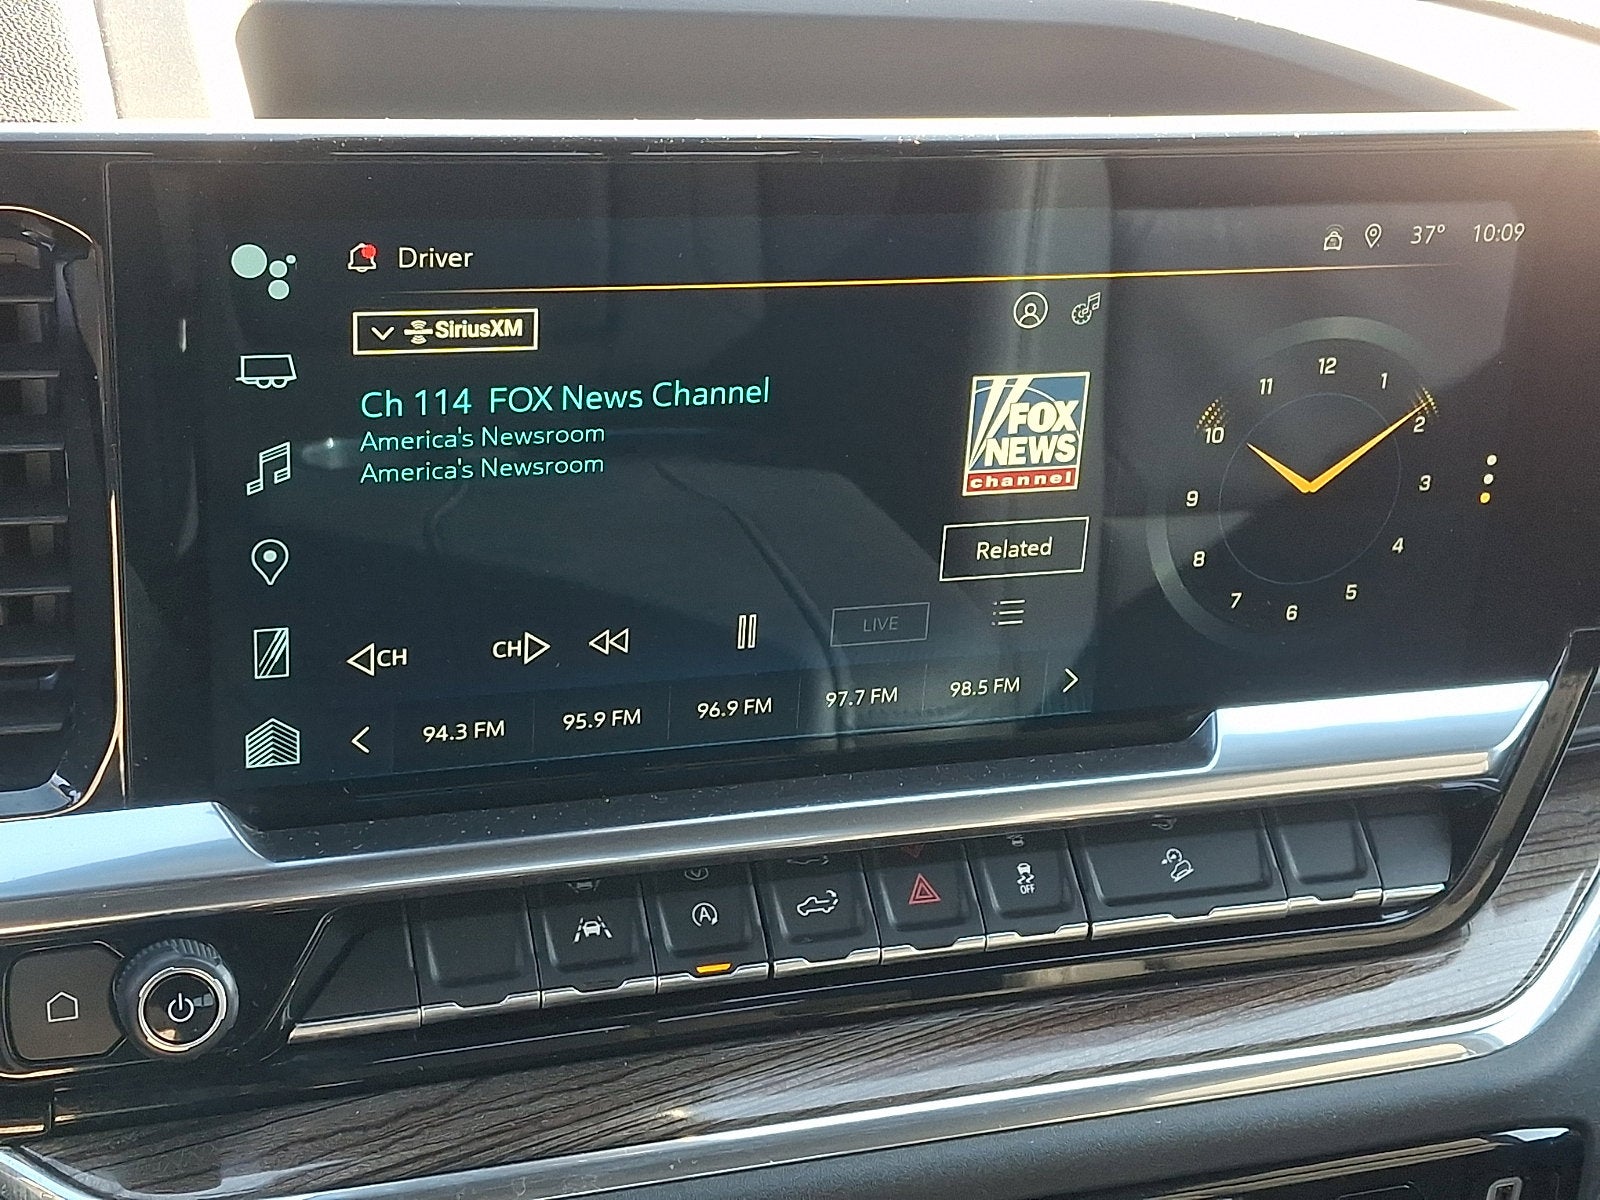 Driver
37° 10:09
SiriusXM
Ch 114 FOX News Channel
America's Newsroom
America's Newsroom
FOX
NEWS
channel
Related
LIVE
CH
CH
94.3 FM 95.9 FM 96.9 FM 97.7 FM 98.5 FM
12
1
2
3
4
5
6
7
8
9
10
11
A
OFF